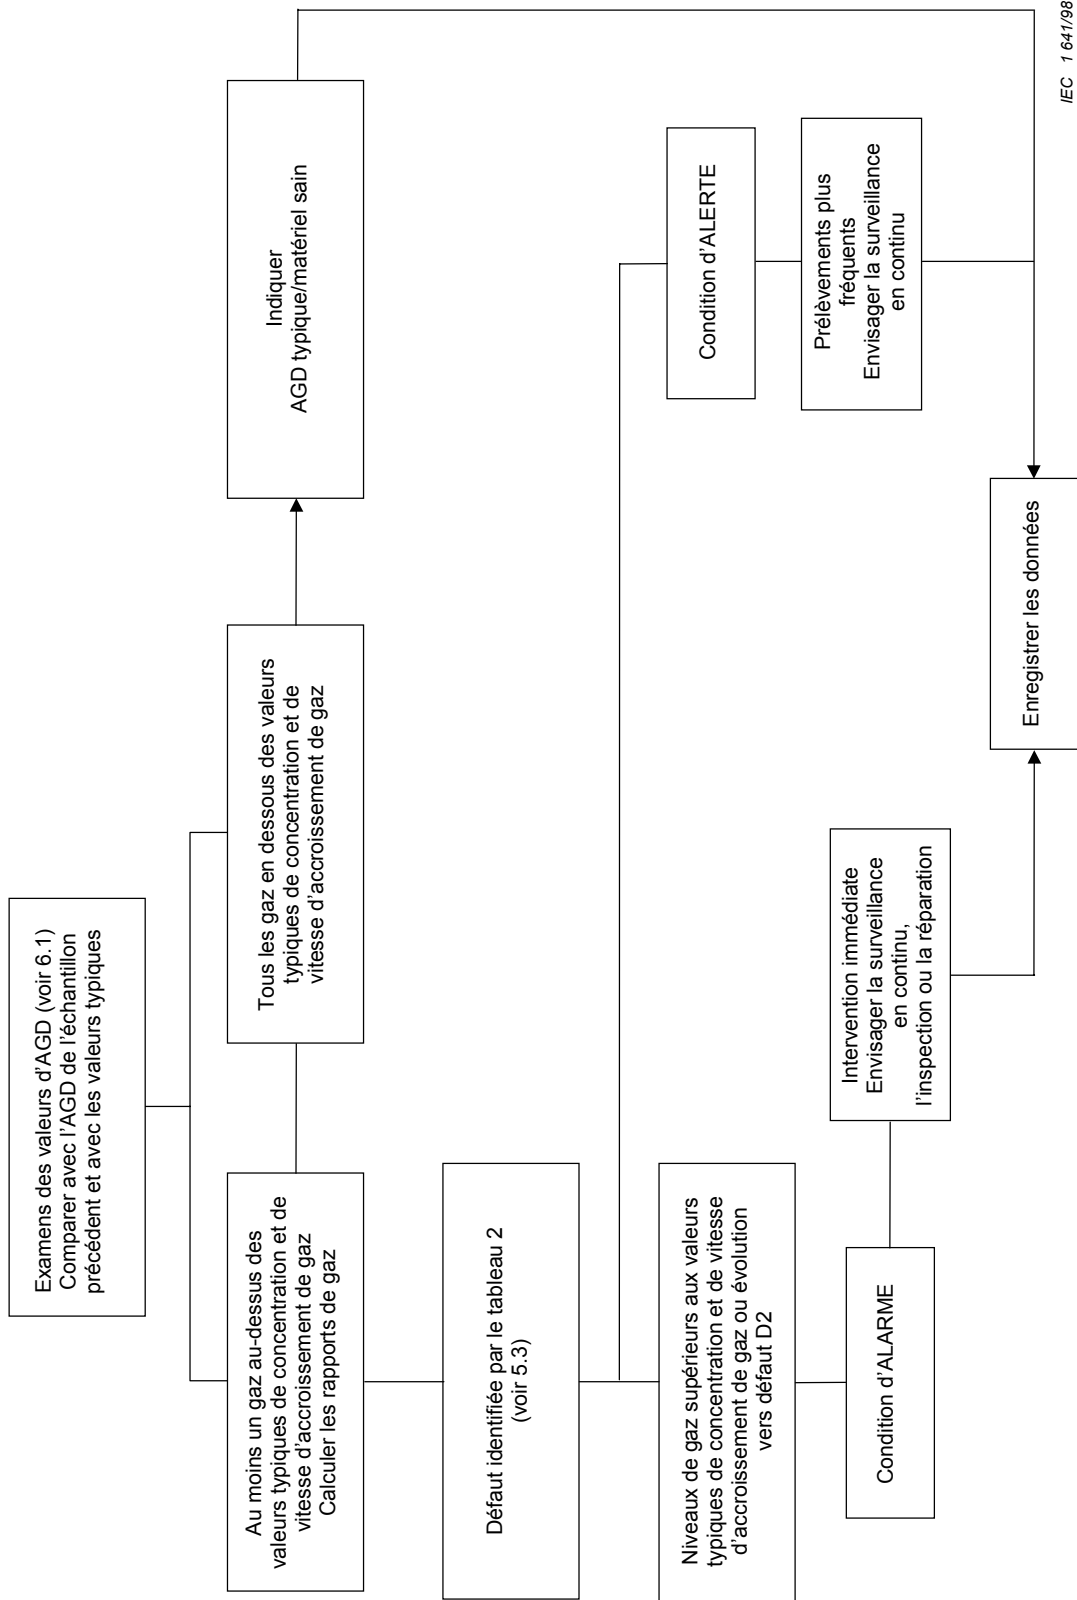 Examens des valeurs d'AGD (voir 6.1)
Comparer avec l'AGD de l'échantillon
précédent et avec les valeurs typiques
Au moins un gaz au-dessus des
valeurs typiques de concentration et de
vitesse d'accroissement de gaz
Calculer les rapports de gaz
Tous les gaz en dessous des valeurs
typiques de concentration et de
vitesse d'accroissement de gaz
Indiquer
AGD typique/matériel sain
Défaut identifiée par le tableau 2
(voir 5.3)
Niveaux de gaz supérieurs aux valeurs
typiques de concentration et de vitesse
d'accroissement de gaz ou évolution
vers défaut D2
Condition d'ALERTE
Prélèvements plus
fréquents
Envisager la surveillance
en continu
Condition d'ALARME
Intervention immédiate
Envisager la surveillance
en continu,
l'inspection ou la réparation
Enregistrer les données
IEC 1 641/98